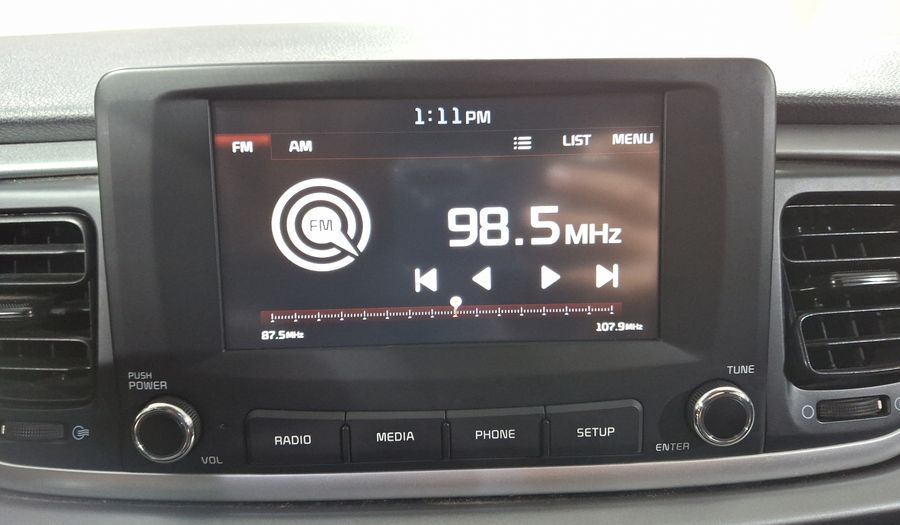 1:11PM
FM AM LIST MENU
FM
98.5MHz
87.5MHz 107.9MHz
PUSH
POWER
TUNE
RADIO MEDIA PHONE SETUP
VOL ENTER